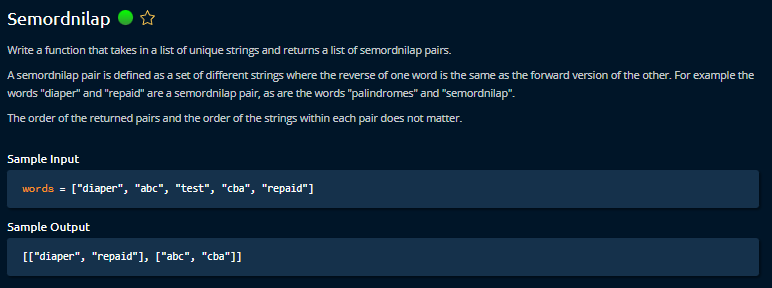 Semordnilap
Write a function that takes in a list of unique strings and returns a list of semordnilap pairs.
A semordnilap pair is defined as a set of different strings where the reverse of one word is the same as the forward version of the other. For example the
words "diaper" and "repaid" are a semordnilap pair, as are the words "palindromes" and "semordnilap".
The order of the returned pairs and the order of the strings within each pair does not matter.
Sample Input
words = ["diaper", "abc", "test", "cba", "repaid"]
Sample Output
[["diaper", "repaid"], ["abc", "cba"]]